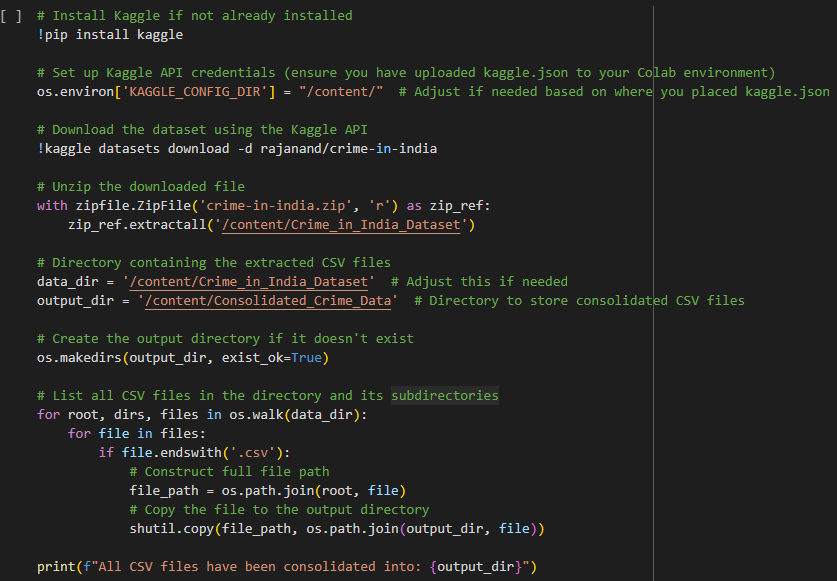 [ ] # Install Kaggle if not already installed
!pip install kaggle
# Set up Kaggle API credentials (ensure you have uploaded kaggle.json to your Colab environment)
os.environ['KAGGLE_CONFIG_DIR'] = "/content/"  # Adjust if needed based on where you placed kaggle.json
# Download the dataset using the Kaggle API
!kaggle datasets download -d rajanand/crime-in-india
# Unzip the downloaded file
with zipfile.ZipFile('crime-in-india.zip', 'r') as zip_ref:
    zip_ref.extractall('/content/Crime_in_India_Dataset')
# Directory containing the extracted CSV files
data_dir = '/content/Crime_in_India_Dataset'  # Adjust this if needed
output_dir = '/content/Consolidated_Crime_Data'  # Directory to store consolidated CSV files
# Create the output directory if it doesn't exist
os.makedirs(output_dir, exist_ok=True)
# List all CSV files in the directory and its subdirectories
for root, dirs, files in os.walk(data_dir):
    for file in files:
        if file.endswith('.csv'):
            # Construct full file path
            file_path = os.path.join(root, file)
            # Copy the file to the output directory
            shutil.copy(file_path, os.path.join(output_dir, file))
print(f"All CSV files have been consolidated into: {output_dir}")